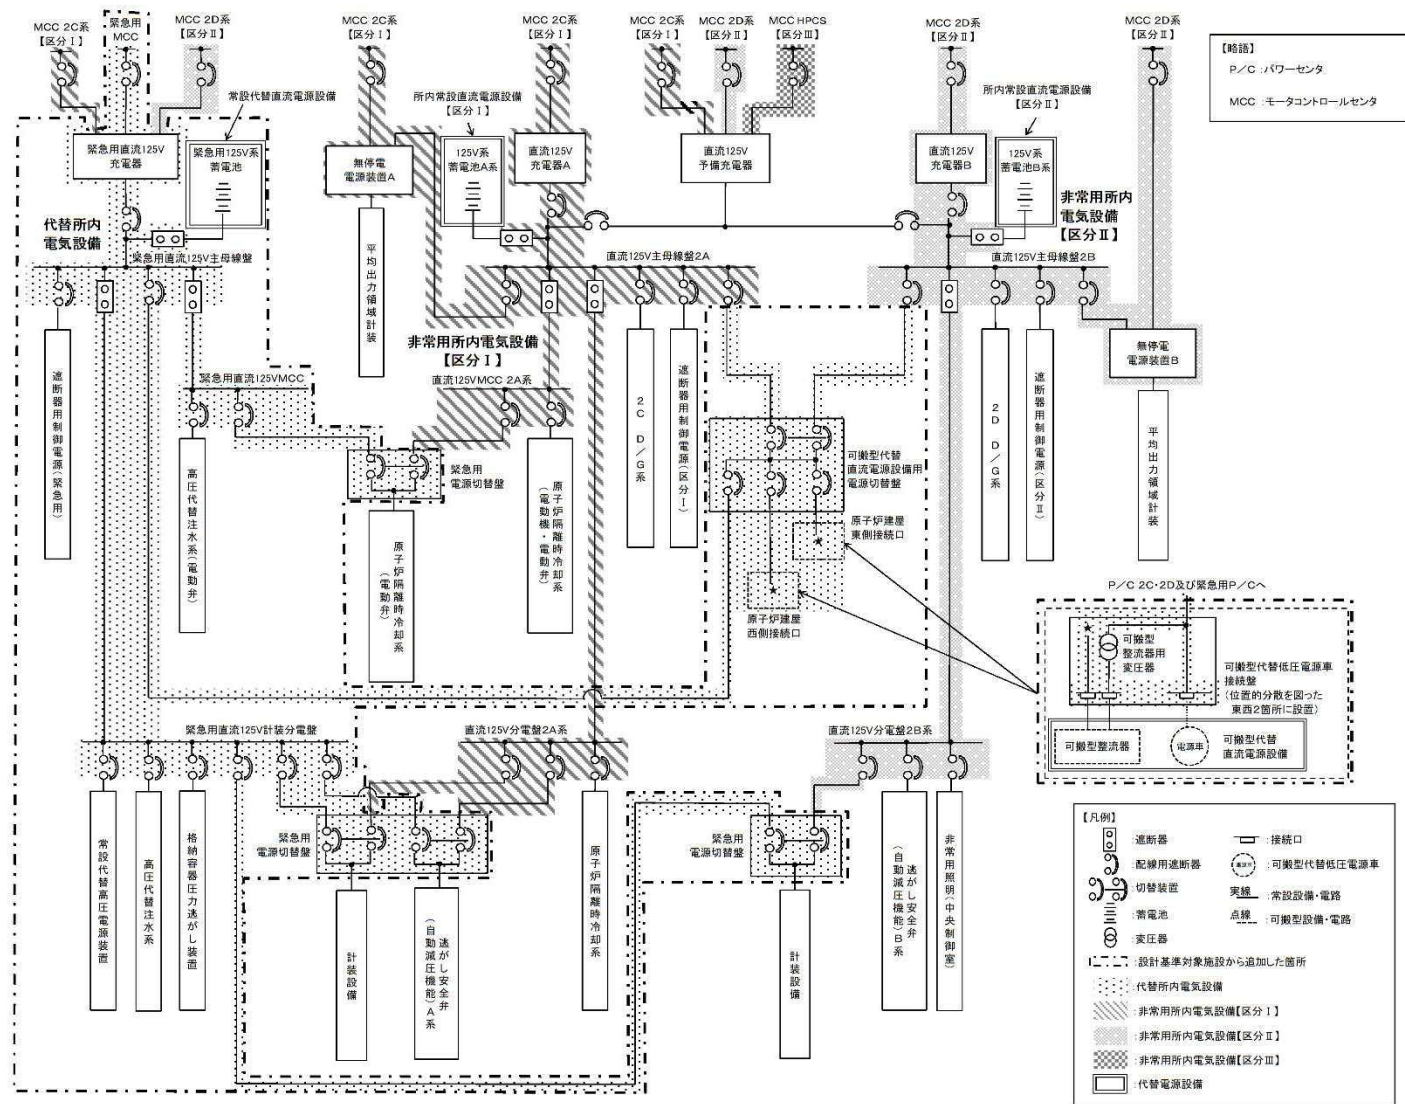 MCC 2C系
【区分Ⅰ】
緊急用
MCC
MCC 2D系
【区分Ⅱ】
MCC 2C系
【区分Ⅰ】
MCC 2C系
【区分Ⅰ】
MCC 2C系
【区分Ⅰ】
MCC 2D系
【区分Ⅱ】
MCC HPCS
【区分Ⅲ】
MCC 2D系
【区分Ⅱ】
MCC 2D系
【区分Ⅱ】
【略語】
P/C :パワーセンタ
MCC :モータコントロールセンタ
常設代替直流電源設備
所内常設直流電源設備
【区分Ⅰ】
所内常設直流電源設備
【区分Ⅱ】
緊急用直流125V
充電器
緊急用125V系
蓄電池
無停電
電源装置A
125V系
蓄電池A系
直流125V
充電器A
直流125V
予備充電器
直流125V
充電器B
125V系
蓄電池B系
代替所内
電気設備
非常用所内
電気設備
【区分Ⅱ】
緊急用直流125V主母線盤
直流125V主母線盤2A
直流125V主母線盤2B
平均出力領域計装
非常用所内電気設備
【区分Ⅰ】
無停電
電源装置B
遮断器用制御電源(緊急用)
緊急用直流125VMCC
直流125VMCC 2A系
2C D/G系
遮断器用制御電源(区分Ⅰ)
2D D/G系
遮断器用制御電源(区分Ⅱ)
平均出力領域計装
高圧代替注水系(電動弁)
緊急用
電源切替盤
原子炉隔離時冷却系
(電動弁)
原子炉隔離時冷却系
(電動機・電動弁)
可搬型代替
直流電源設備用
電源切替盤
原子炉建屋
東側接続口
★
★
原子炉建屋
西側接続口
P/C 2C・2D及び緊急用P/Cへ
★
可搬型
整流器用
変圧器
可搬型代替低圧電源車
接続盤
(位置的分散を図った
東西2箇所に設置)
可搬型整流器
電源車
可搬型代替
直流電源設備
緊急用直流125V計装分電盤
直流125V分電盤2A系
直流125V分電盤2B系
常設代替高圧電源装置
高圧代替注水系
格納容器圧力逃がし装置
緊急用
電源切替盤
計装設備
逃がし安全弁
(自動減圧機能)A系
原子炉隔離時冷却系
緊急用
電源切替盤
計装設備
逃がし安全弁
(自動減圧機能)B系
非常用照明(中央制御室)
【凡例】
:遮断器
:配線用遮断器
:切替装置
:蓄電池
:変圧器
:接続口
:可搬型代替低圧電源車
実線
:常設設備・電路
点線
:可搬型設備・電路
:設計基準対象施設から追加した箇所
:代替所内電気設備
:非常用所内電気設備【区分Ⅰ】
:非常用所内電気設備【区分Ⅱ】
:非常用所内電気設備【区分Ⅲ】
:代替電源設備